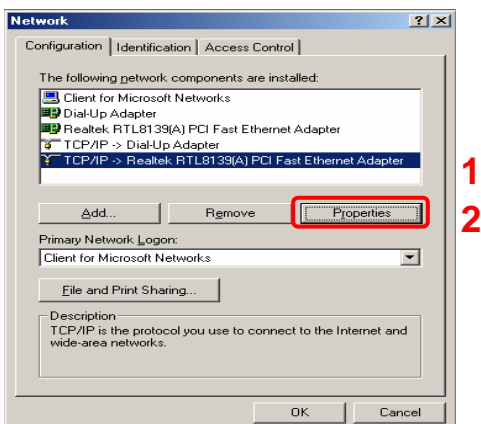 Network
? ×
Configuration Identification Access Control
The following network components are installed:
Client for Microsoft Networks
Dial-Up Adapter
Realtek RTL8139(A) PCI Fast Ethernet Adapter
TCP/IP -> Dial-Up Adapter
TCP/IP -> Realtek RTL8139(A) PCI Fast Ethernet Adapter
1
Add... Remove Properties
2
Primary Network Logon:
Client for Microsoft Networks
File and Print Sharing...
Description
TCP/IP is the protocol you use to connect to the Internet and
wide-area networks.
OK Cancel